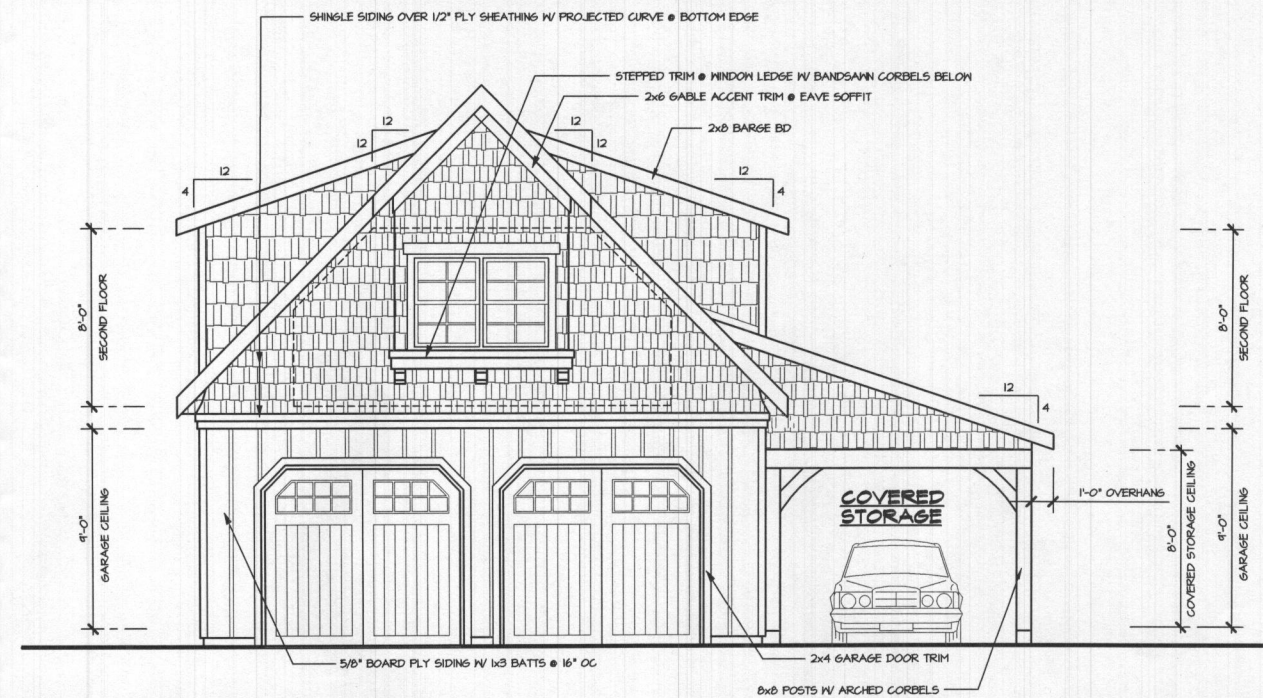 SHINGLE SIDING OVER 1/2" PLY SHEATHING W/ PROJECTED CURVE @ BOTTOM EDGE
STEPPED TRIM @ WINDOW LEDGE W/ BANDSAWN CORBELS BELOW
2x6 GABLE ACCENT TRIM @ EAVE SOFFIT
2x8 BARGE BD
12
12
12
12
12
4
12
4
8'-0"
SECOND FLOOR
8'-0"
SECOND FLOOR
12
4
9'-0"
GARAGE CEILING
COVERED
STORAGE
1'-0" OVERHANG
8'-0"
COVERED STORAGE CEILING
9'-0"
GARAGE CEILING
5/8" BOARD PLY SIDING W/ 1x3 BATTS @ 16" OC
2x4 GARAGE DOOR TRIM
8x8 POSTS W/ ARCHED CORBELS